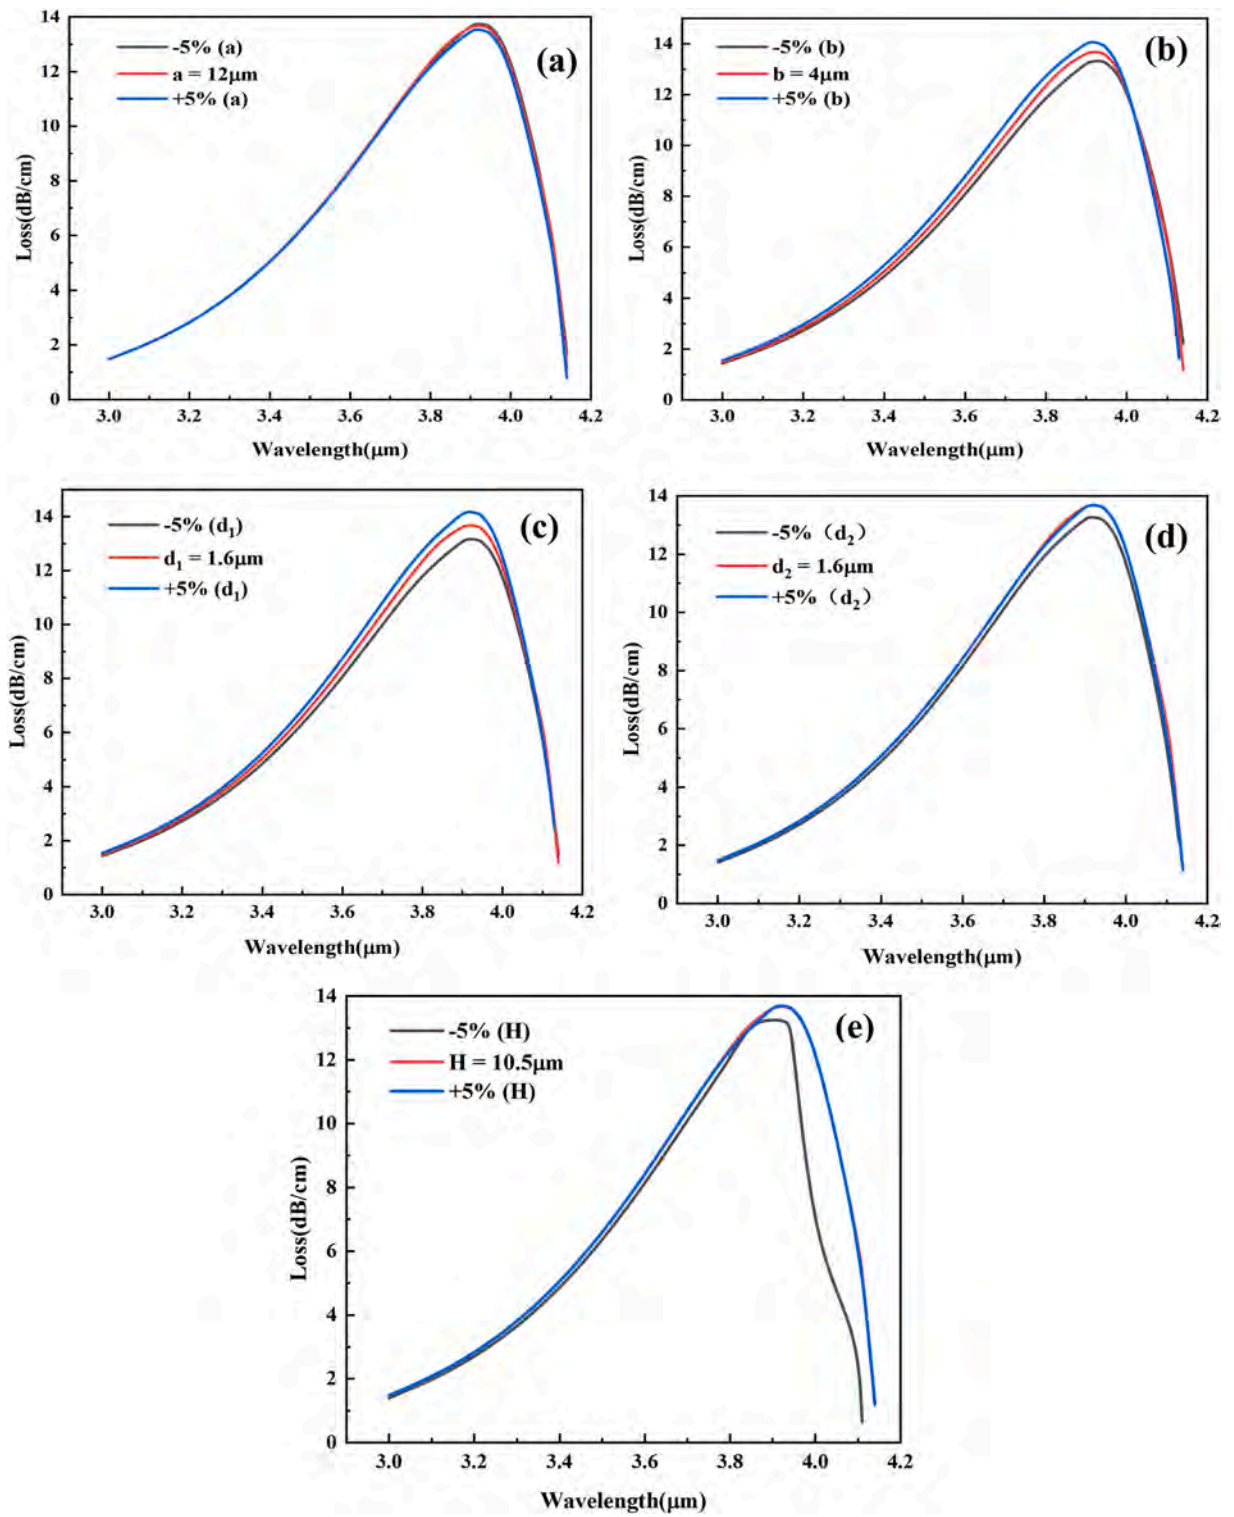 14
12
10
8
6
4
2
0
-5% (a)
a = 12μm
+5% (a)
(a)
Loss(dB/cm)
3.0 3.2 3.4 3.6 3.8 4.0 4.2
Wavelength(μm)
14
12
10
8
6
4
2
0
-5% (b)
b = 4μm
+5% (b)
(b)
Loss(dB/cm)
3.0 3.2 3.4 3.6 3.8 4.0 4.2
Wavelength(μm)
14
12
10
8
6
4
2
0
-5% (d₁)
d₁ = 1.6μm
+5% (d₁)
(c)
Loss(dB/cm)
3.0 3.2 3.4 3.6 3.8 4.0 4.2
Wavelength(μm)
14
12
10
8
6
4
2
0
-5%（d₂）
d₂ = 1.6μm
+5%（d₂）
(d)
Loss(dB/cm)
3.0 3.2 3.4 3.6 3.8 4.0 4.2
Wavelength(μm)
14
12
10
8
6
4
2
0
-5% (H)
H = 10.5μm
+5% (H)
(e)
Loss(dB/cm)
3.0 3.2 3.4 3.6 3.8 4.0 4.2
Wavelength(μm)